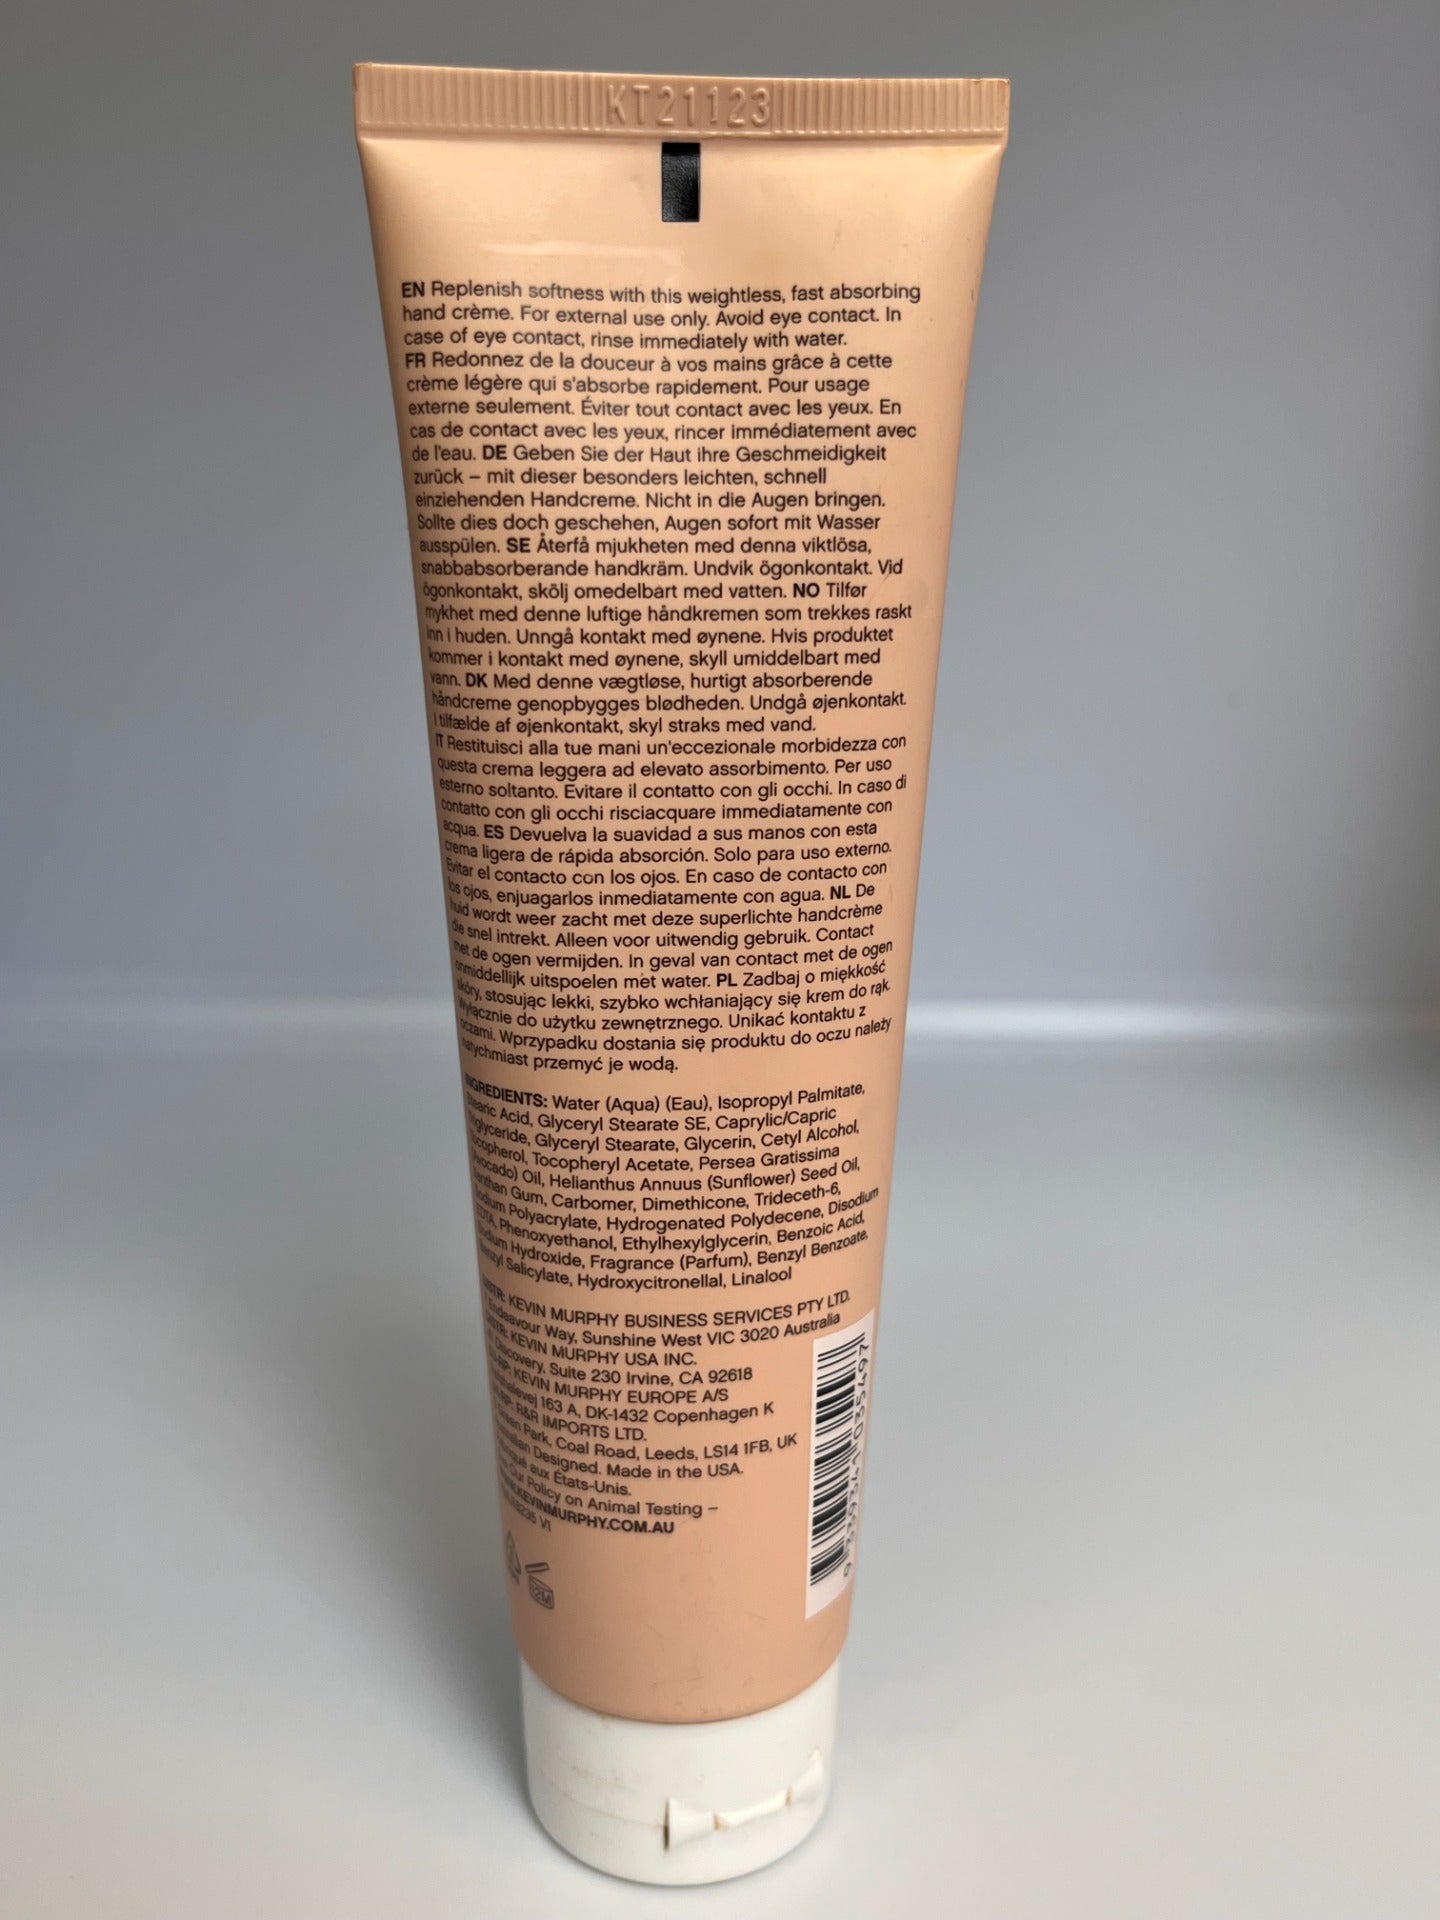 KT21123
EN Replenish softness with this weightless, fast absorbing
hand crème. For external use only. Avoid eye contact. In
case of eye contact, rinse immediately with water.
FR Redonnez de la douceur à vos mains grâce à cette
crème légère qui s'absorbe rapidement. Pour usage
externe seulement. Éviter tout contact avec les yeux. En
cas de contact avec les yeux, rincer immédiatement avec
de l'eau. DE Geben Sie der Haut ihre Geschmeidigkeit
zurück – mit dieser besonders leichten, schnell
einziehenden Handcreme. Nicht in die Augen bringen.
Sollte dies doch geschehen, Augen sofort mit Wasser
ausspülen. SE Återfå mjukheten med denna viktlösa,
snabbabsorberande handkräm. Undvik ögonkontakt. Vid
ögonkontakt, skölj omedelbart med vatten. NO Tilfør
mykhet med denne luftige håndkremen som trekkes raskt
inn i huden. Unngå kontakt med øynene. Hvis produktet
kommer i kontakt med øynene, skyll umiddelbart med
vann. DK Med denne vægtløse, hurtigt absorberende
håndcreme genopbygges blødheden. Undgå øjenkontakt.
I tilfælde af øjenkontakt, skyl straks med vand.
IT Restituisci alla tue mani un'eccezionale morbidezza con
questa crema leggera ad elevato assorbimento. Per uso
esterno soltanto. Evitare il contatto con gli occhi. In caso di
contatto con gli occhi risciacquare immediatamente con
acqua. ES Devuelva la suavidad a sus manos con esta
crema ligera de rápida absorción. Solo para uso externo.
Evitar el contacto con los ojos. En caso de contacto con
los ojos, enjuagarlos inmediatamente con agua. NL De
huid wordt weer zacht met deze superlichte handcrème
die snel intrekt. Alleen voor uitwendig gebruik. Contact
met de ogen vermijden. In geval van contact met de ogen
onmiddellijk uitspoelen met water. PL Zadbaj o miękkość
skóry, stosując lekki, szybko wchłaniający się krem do rąk.
Wyłącznie do użytku zewnętrznego. Unikać kontaktu z
oczami. Wprzypadku dostania się produktu do oczu należy
natychmiast przemyć je wodą.
INGREDIENTS: Water (Aqua) (Eau), Isopropyl Palmitate,
Stearic Acid, Glyceryl Stearate SE, Caprylic/Capric
Triglyceride, Glyceryl Stearate, Glycerin, Cetyl Alcohol,
Tocopherol, Tocopheryl Acetate, Persea Gratissima
(Avocado) Oil, Helianthus Annuus (Sunflower) Seed Oil,
Xanthan Gum, Carbomer, Dimethicone, Trideceth-6,
Sodium Polyacrylate, Hydrogenated Polydecene, Disodium
EDTA, Phenoxyethanol, Ethylhexylglycerin, Benzoic Acid,
Sodium Hydroxide, Fragrance (Parfum), Benzyl Benzoate,
Benzyl Salicylate, Hydroxycitronellal, Linalool
DISTR: KEVIN MURPHY BUSINESS SERVICES PTY LTD.
Endeavour Way, Sunshine West VIC 3020 Australia
DISTR: KEVIN MURPHY USA INC.
Discovery, Suite 230 Irvine, CA 92618
KEVIN MURPHY EUROPE A/S
163 A, DK-1432 Copenhagen K
R&R IMPORTS LTD.
Green Park, Coal Road, Leeds, LS14 1FB, UK
Australian Designed. Made in the USA.
Fabriqué aux États-Unis.
Our Policy on Animal Testing –
WWW.KEVINMURPHY.COM.AU
V1
12M